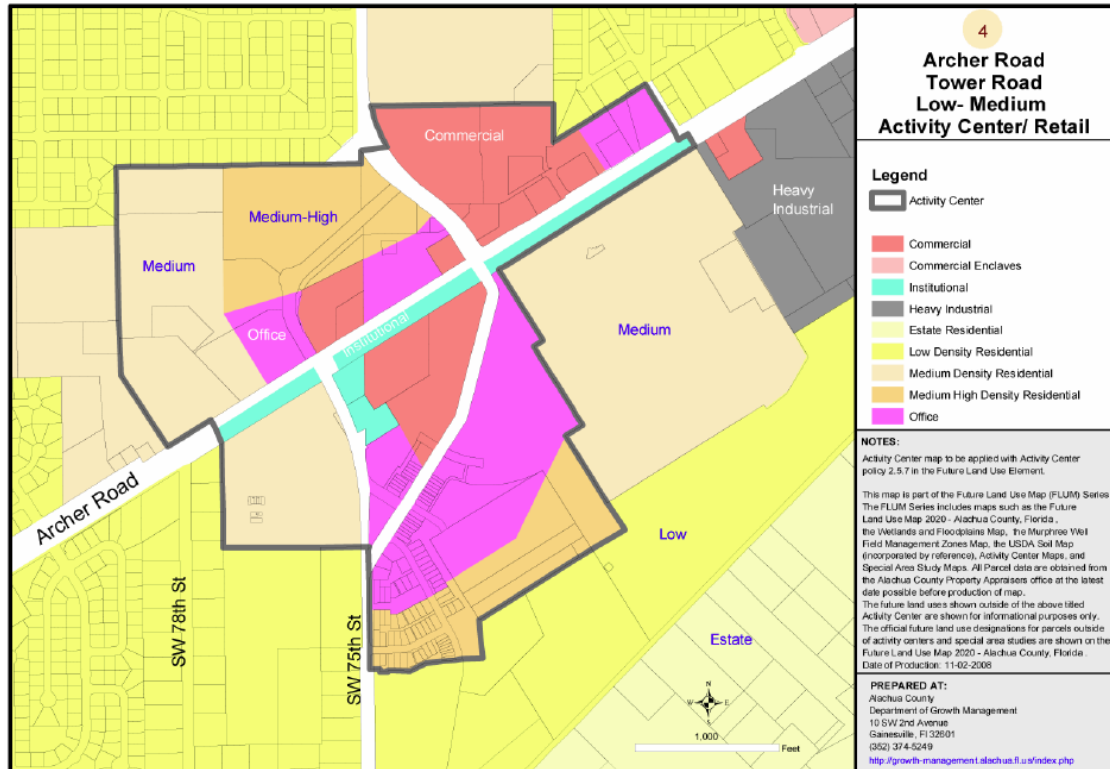 4
Archer Road
Tower Road
Low- Medium
Activity Center/ Retail
Legend
Activity Center
Commercial
Commercial Enclaves
Institutional
Heavy Industrial
Estate Residential
Low Density Residential
Medium Density Residential
Medium High Density Residential
Office
NOTES:
Activity Center map to be applied with Activity Center
policy 2.5.7 in the Future Land Use Element.
This map is part of the Future Land Use Map (FLUM) Series
The FLUM Series includes maps such as the Future
Land Use Map 2020 - Alachua County, Florida ,
the Wetlands and Floodplains Map, the Murphree Well
Field Management Zones Map, the USDA Soil Map
(incorporated by reference), Activity Center Maps, and
Special Area Study Maps. All Parcel data are obtained from
the Alachua County Property Appraisers office at the latest
date possible before production of map.
The future land uses shown outside of the above titled
Activity Center are shown for informational purposes only.
The official future land use designations for parcels outside
of activity centers and special area studies are shown on the
Future Land Use Map 2020 - Alachua County, Florida .
Date of Production: 11-02-2008
PREPARED AT:
Alachua County
Department of Growth Management
10 SW 2nd Avenue
Gainesville, Fl 32601
(352) 374-5249
http://growth-management.alachua.fl.us/index.php
Commercial
Heavy
Industrial
Medium-High
Medium
Office
Institutional
Medium
Archer Road
Low
SW 78th St
SW 75th St
Estate
N
W
E
S
1,000
Feet